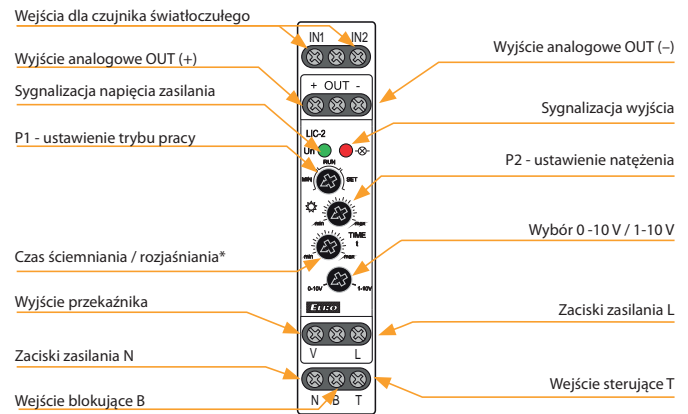 Wejścia dla czujnika światłoczułego
IN1 IN2
Wyjście analogowe OUT (+)
Wyjście analogowe OUT (–)
+ OUT -
Sygnalizacja napięcia zasilania
Sygnalizacja wyjścia
LIC-2
Un
P1 - ustawienie trybu pracy
RUN
MIN SET
P2 - ustawienie natężenia
min max
TIME
t
min max
Wybór 0 -10 V / 1-10 V
Czas ściemniania / rozjaśniania*
0-10V 1-10V
ELKO
Wyjście przekaźnika
Zaciski zasilania L
V L
Zaciski zasilania N
Wejście sterujące T
Wejście blokujące B
N B T